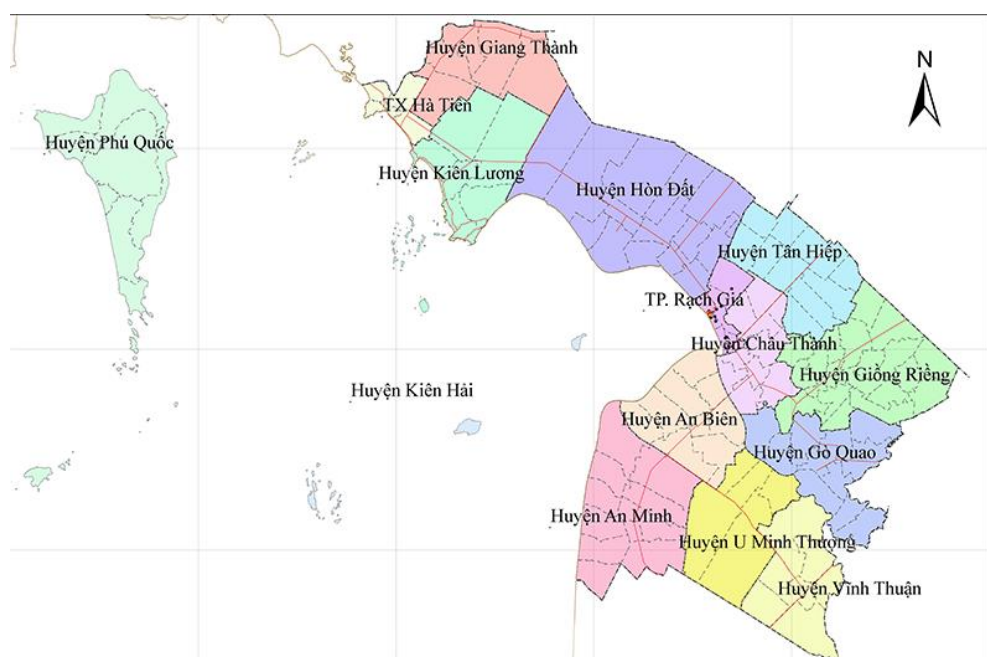 Huyện Giang Thành
N
TX Hà Tiên
Huyện Phú Quốc
Huyện Kiên Lương
Huyện Hòn Đất
Huyện Tân Hiệp
TP. Rạch Giá
Huyện Châu Thành
Huyện Giồng Riềng
Huyện Kiên Hải
Huyện An Biên
Huyện Gò Quao
Huyện An Minh
Huyện U Minh Thượng
Huyện Vĩnh Thuận